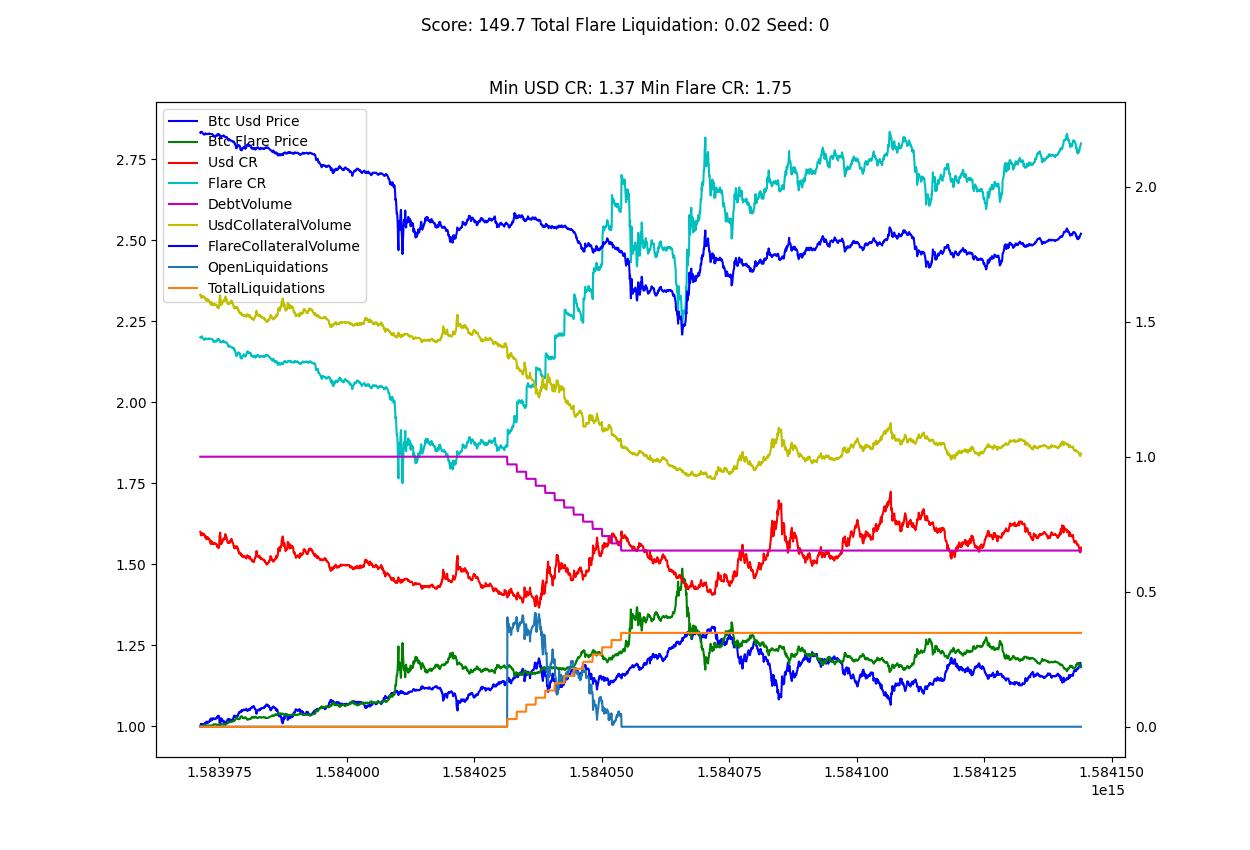 Score: 149.7 Total Flare Liquidation: 0.02 Seed: 0
Min USD CR: 1.37 Min Flare CR: 1.75
Btc Usd Price
Btc Flare Price
Usd CR
Flare CR
DebtVolume
UsdCollateralVolume
FlareCollateralVolume
OpenLiquidations
TotalLiquidations
2.75
2.50
2.25
2.00
1.75
1.50
1.25
1.00
2.0
1.5
1.0
0.5
0.0
1.583975 1.584000 1.584025 1.584050 1.584075 1.584100 1.584125 1.584150
1e15